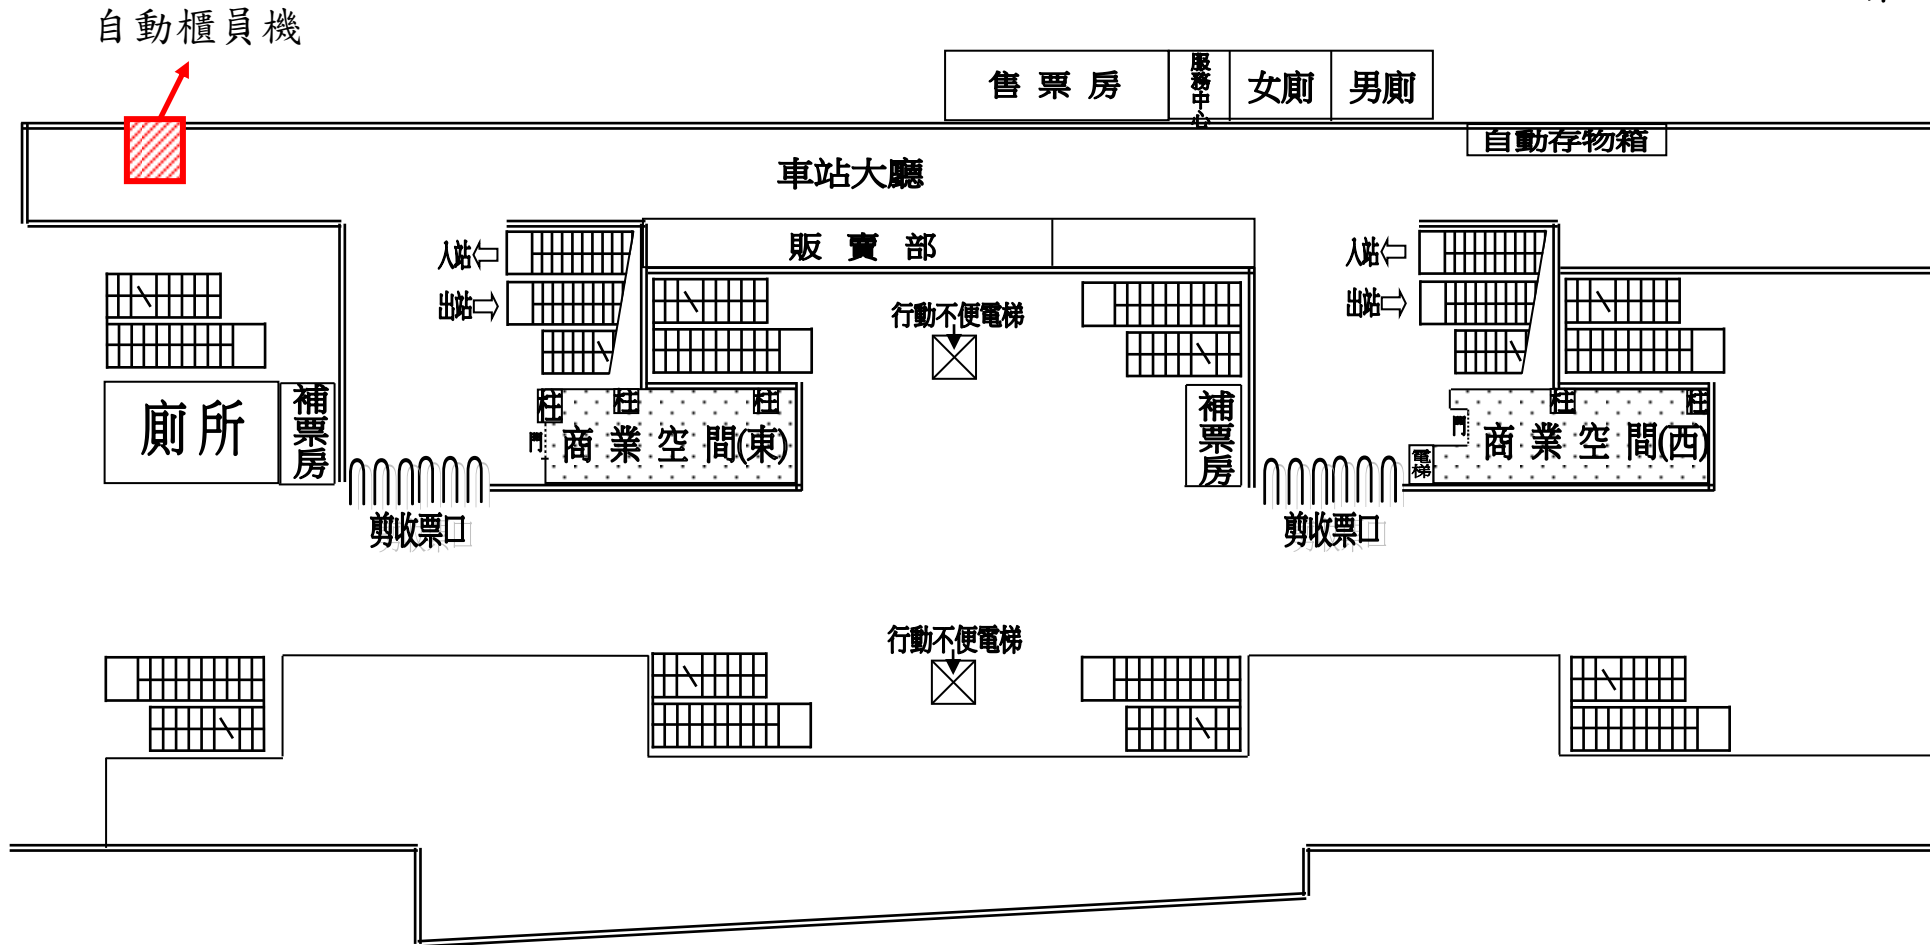 自動櫃員機
售票房
服務中心
女廁
男廁
自動存物箱
車站大廳
販賣部
入站
出站
行動不便電梯
入站
出站
廁所
補票房
柱
柱
柱
門
商業空間(東)
補票房
柱
柱
門
商業空間(西)
電梯
剪收票口
剪收票口
行動不便電梯